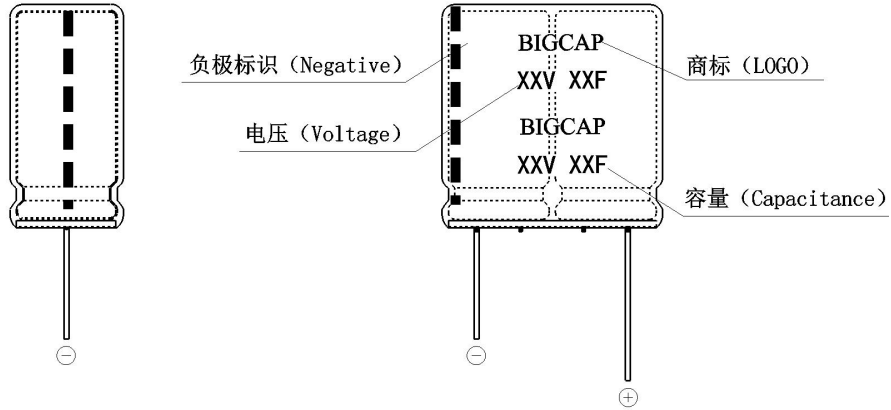 BIGCAP
负极标识（Negative）
商标（LOGO）
XXV XXF
电压（Voltage）
BIGCAP
XXV XXF
容量（Capacitance）
−
−
+